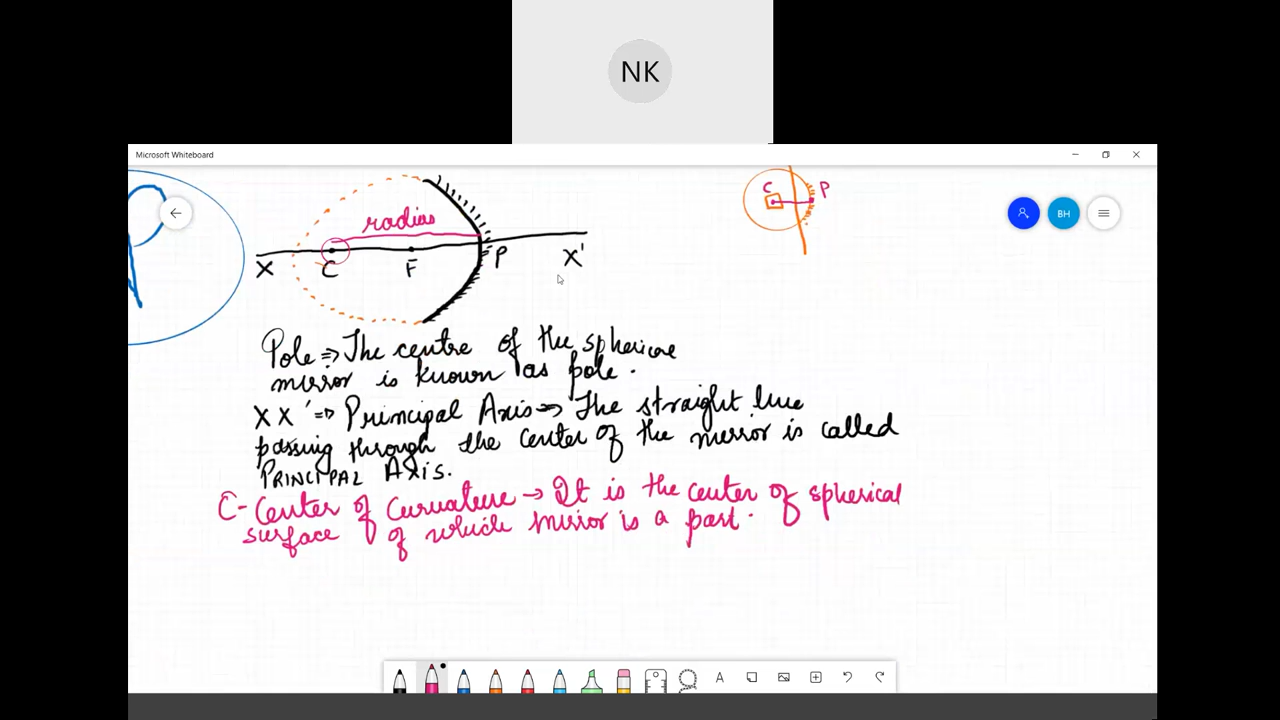 NK
Microsoft Whiteboard
C
P
radius
BH
X
C
F
P
X'
Pole ⇒ The centre of the spherical
mirror is known as pole.
XX' ⇒ Principal Axis ⇒ The straight line
passing through the center of the mirror is called
PRINCIPAL AXIS.
C- Center of Curvature → It is the center of spherical
surface of which mirror is a part.
A